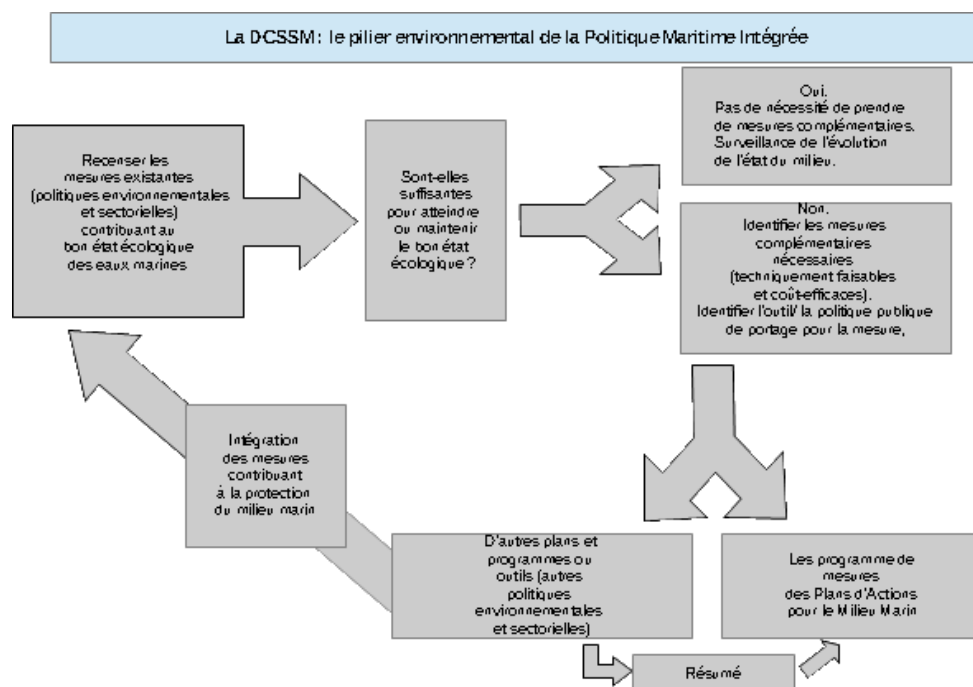 La DCSSM : le pilier environnemental de la Politique Maritime Intégrée
Recenser les
mesures existantes
(politiques environnementales
et sectorielles)
contribuant au
bon état écologique
des eaux marines
Sont-elles
suffisantes
pour atteindre
ou maintenir
le bon état
écologique ?
Oui.
Pas de nécessité de prendre
de mesures complémentaires.
Surveillance de l'évolution
de l'état du milieu.
Non.
Identifier les mesures
complémentaires
nécessaires
(techniquement faisables
et coût-efficaces).
Identifier l'outil/ la politique publique
de portage pour la mesure,
Intégration
des mesures
contribuant
à la protection
du milieu marin
D'autres plans et
programmes ou
outils (autres
politiques
environnementales
et sectorielles)
Les programme de
mesures
des Plans d'Actions
pour le Milieu Marin
Résumé